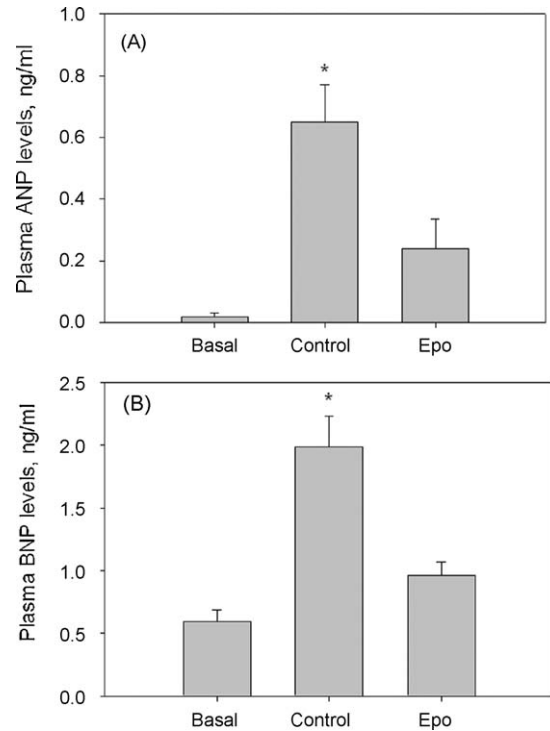 (A)
Plasma ANP levels, ng/ml
1.0
0.8
0.6
0.4
0.2
0.0
*
Basal Control Epo
(B)
Plasma BNP levels, ng/ml
2.5
2.0
1.5
1.0
0.5
0.0
*
Basal Control Epo